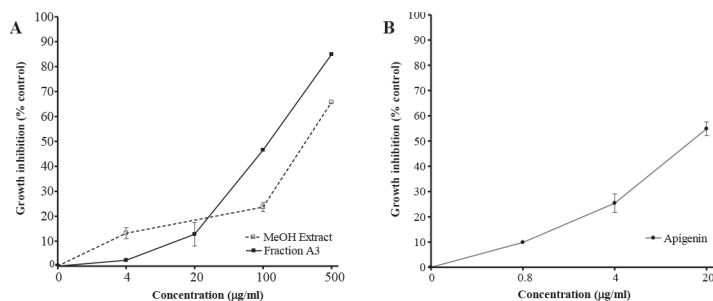 A
Growth inhibition (% control)
100
90
80
70
60
50
40
30
20
10
0
MeOH Extract
Fraction A3
0 4 20 100 500
Concentration (µg/ml)
B
Growth inhibition (% control)
100
90
80
70
60
50
40
30
20
10
0
Apigenin
0 0.8 4 20
Concentration (µg/ml)